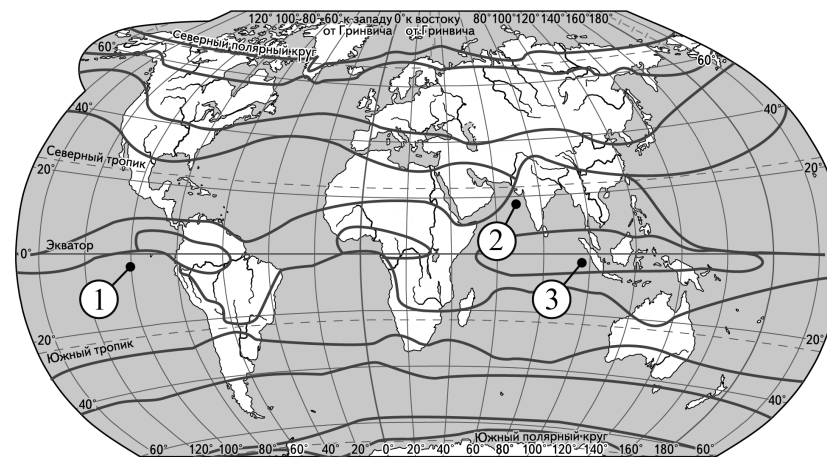 120° 100° 80° 60° к западу 0° к востоку 80° 100° 120° 140° 160° 180°
от Гринвича от Гринвича
Северный полярный круг
60° 60°
40° 40°
Северный тропик
20° 20°
2
Экватор
0° 0°
1
3
20° 20°
Южный тропик
40° 40°
Южный полярный круг
60° 120° 100° 80° 60° 40° 20° 0° 20° 40° 60° 80° 100° 120° 140° 160° 180° 60°